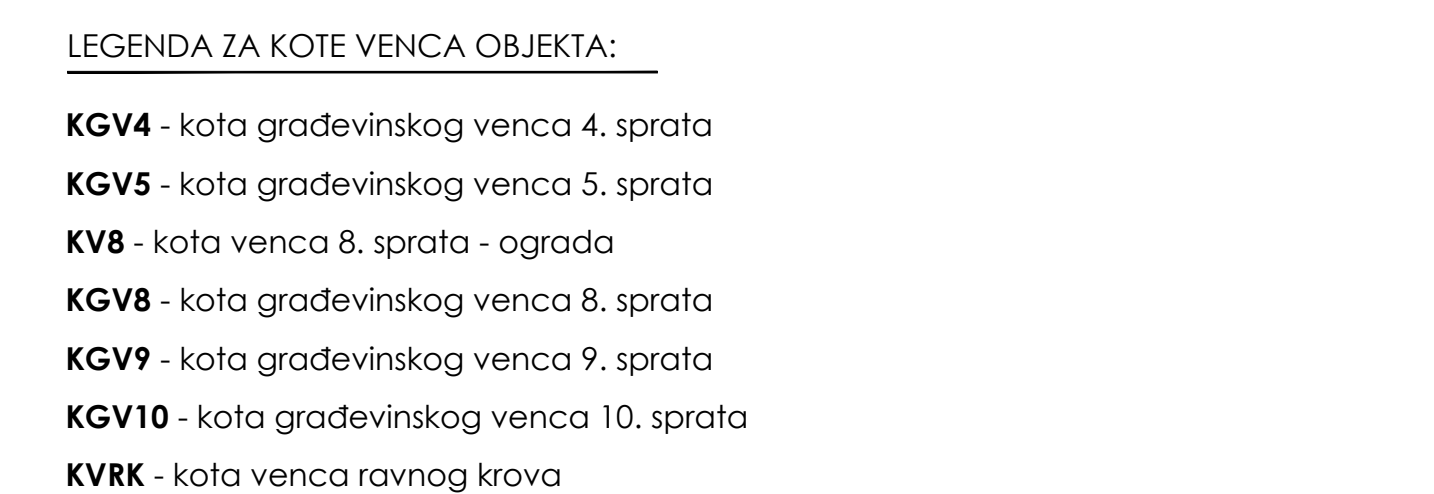 LEGENDA ZA KOTE VENCA OBJEKTA:
KGV4 - kota građevinskog venca 4. sprata
KGV5 - kota građevinskog venca 5. sprata
KV8 - kota venca 8. sprata - ograda
KGV8 - kota građevinskog venca 8. sprata
KGV9 - kota građevinskog venca 9. sprata
KGV10 - kota građevinskog venca 10. sprata
KVRK - kota venca ravnog krova